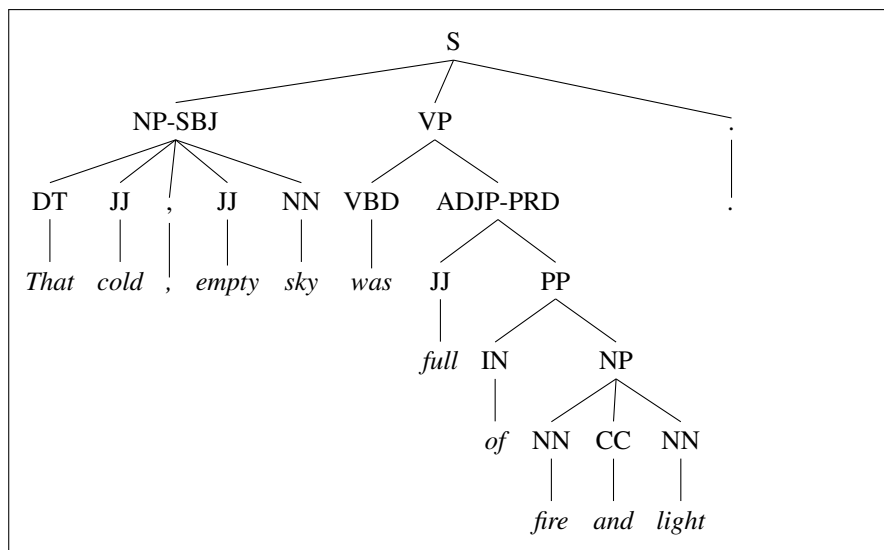 S
NP-SBJ VP .
DT JJ , JJ NN VBD ADJP-PRD .
That cold , empty sky was JJ PP
full IN NP
of NN CC NN
fire and light